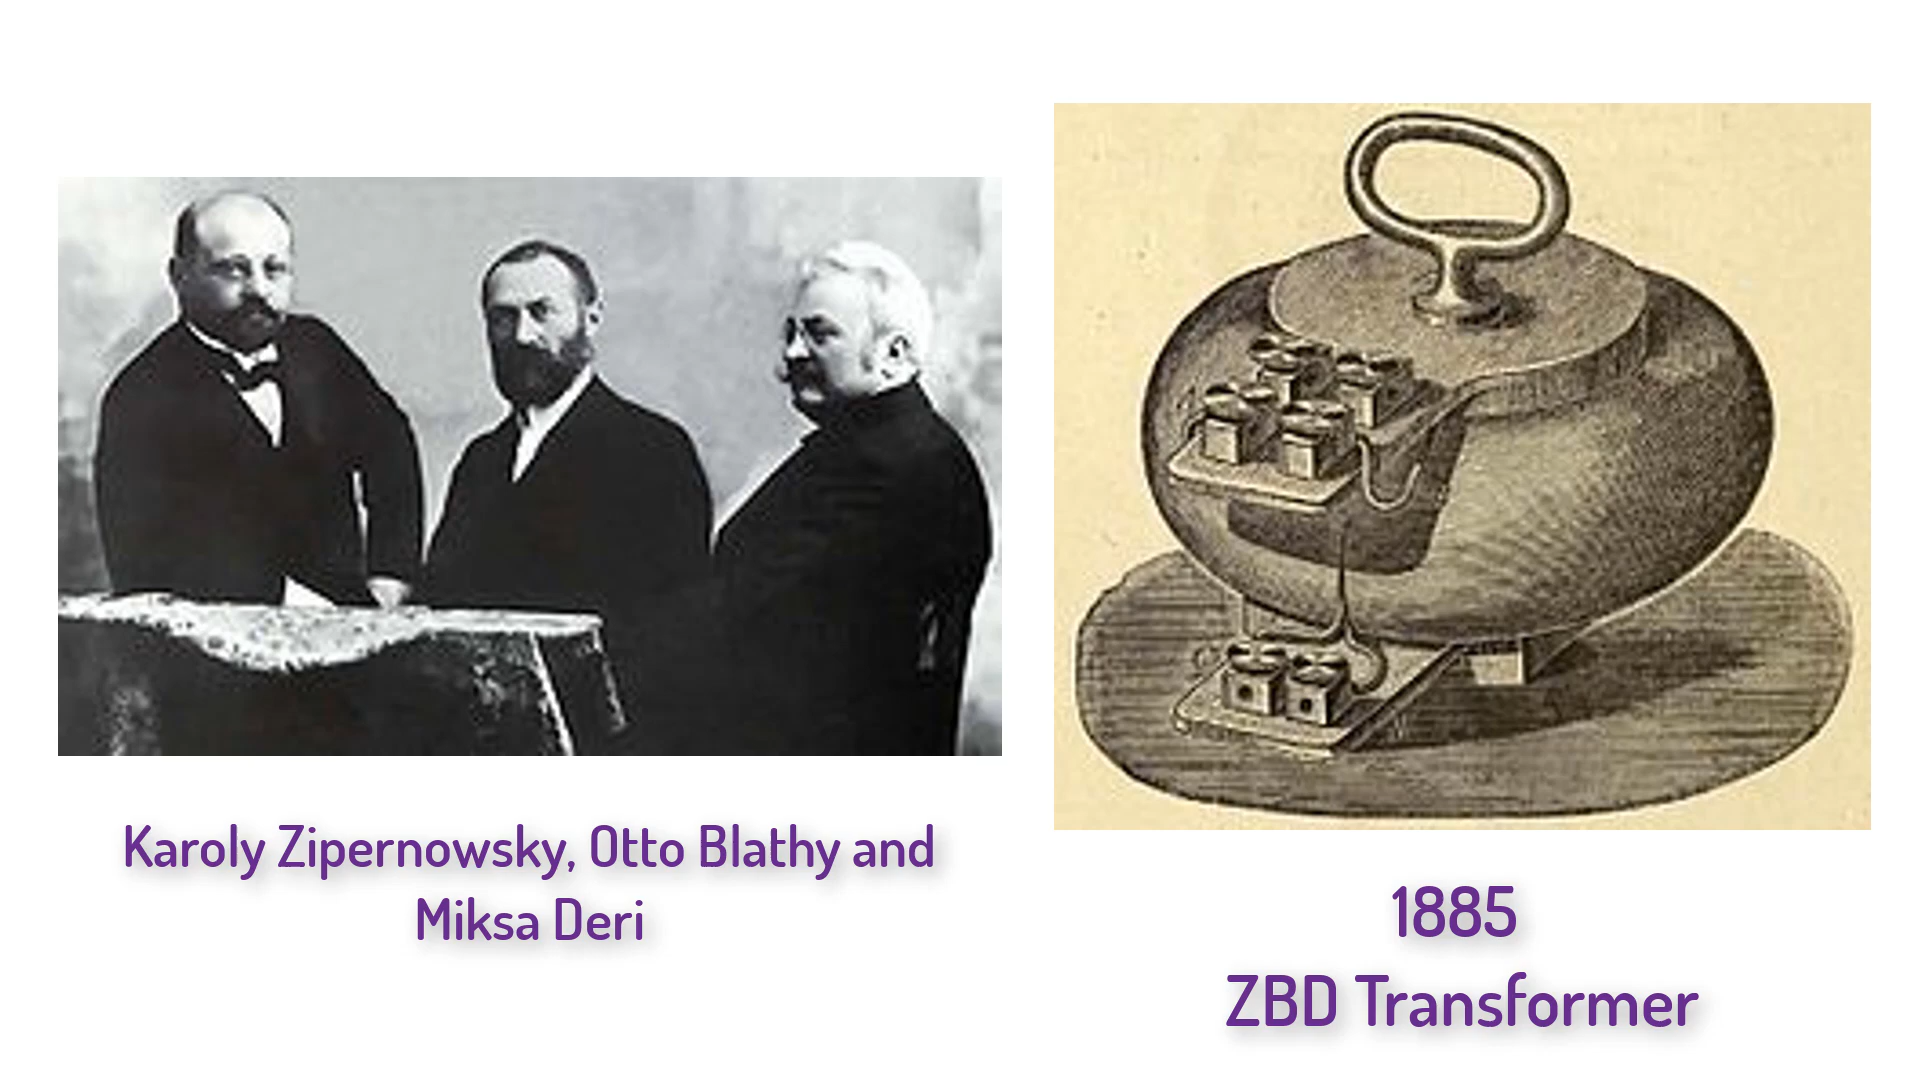 Karoly Zipernowsky, Otto Blathy and
Miksa Deri
1885
ZBD Transformer